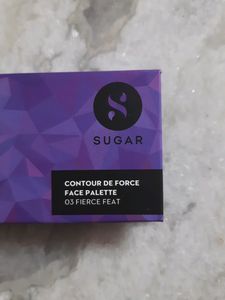 SUGAR
CONTOUR DE FORCE
FACE PALETTE
03 FIERCE FEAT